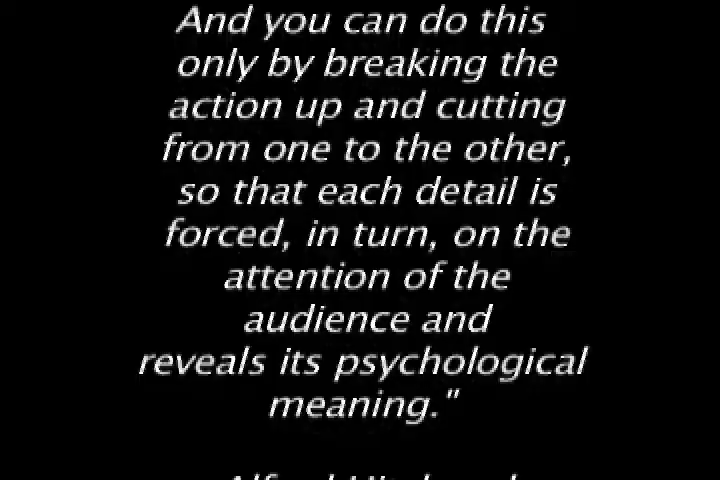 And you can do this
only by breaking the
action up and cutting
from one to the other,
so that each detail is
forced, in turn, on the
attention of the
audience and
reveals its psychological
meaning."